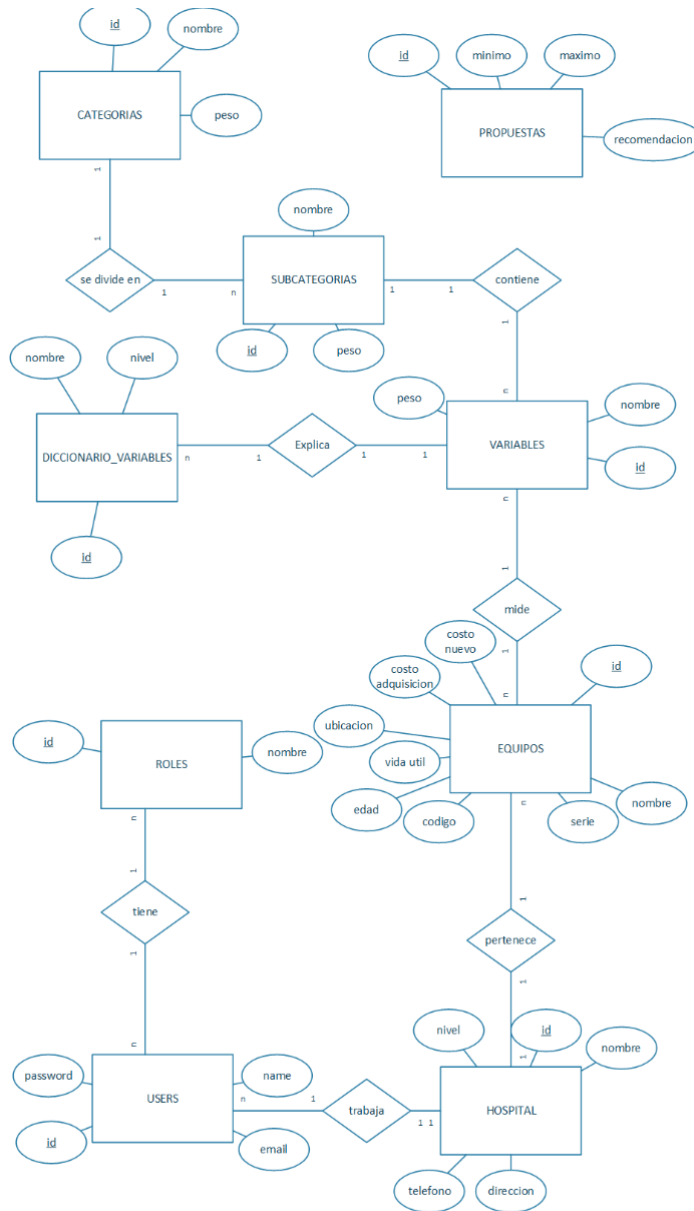 id
nombre
CATEGORIAS
peso
1
1
se divide en
1
n
id
minimo
maximo
PROPUESTAS
recomendacion
nombre
SUBCATEGORIAS
id
peso
1
1
contiene
1
n
nombre
nivel
DICCIONARIO_VARIABLES
id
n
1
Explica
1
1
peso
VARIABLES
nombre
id
n
1
mide
1
n
costo
nuevo
costo
adquisicion
ubicacion
vida util
edad
codigo
EQUIPOS
id
nombre
serie
n
1
pertenece
1
1
id
ROLES
nombre
n
1
tiene
1
n
password
id
USERS
name
email
n
1
trabaja
1
1
nivel
id
nombre
HOSPITAL
telefono
direccion